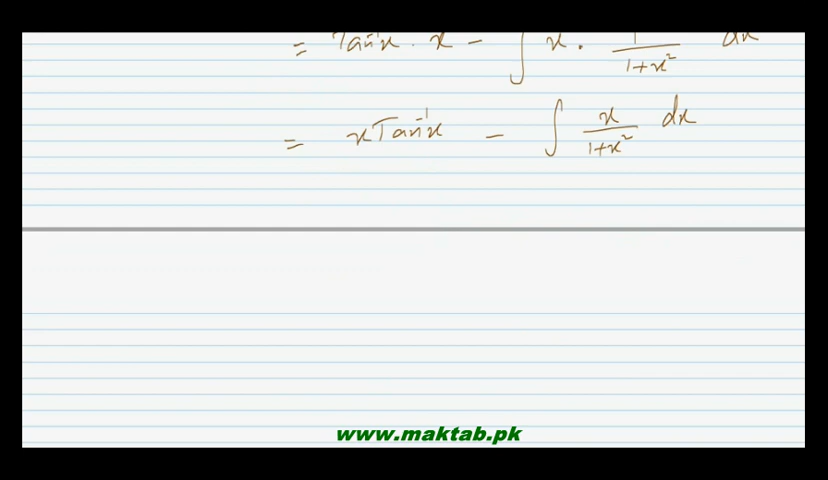 = Tan⁻¹x · x - ∫ x · 1/(1+x²) dx
= xTan⁻¹x - ∫ x/(1+x²) dx
www.maktab.pk